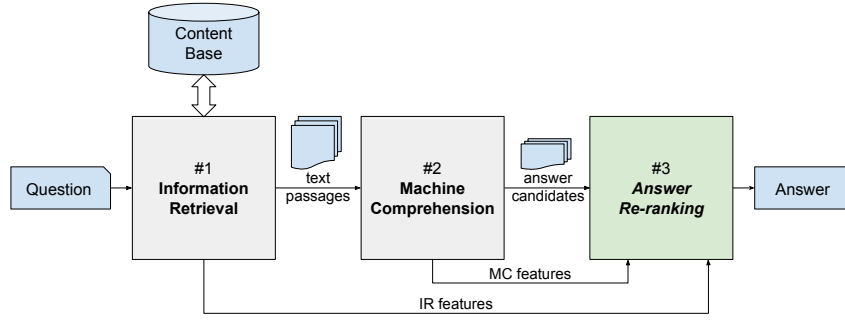 Content
Base
Question
#1
Information
Retrieval
text
passages
#2
Machine
Comprehension
answer
candidates
#3
Answer
Re-ranking
Answer
MC features
IR features